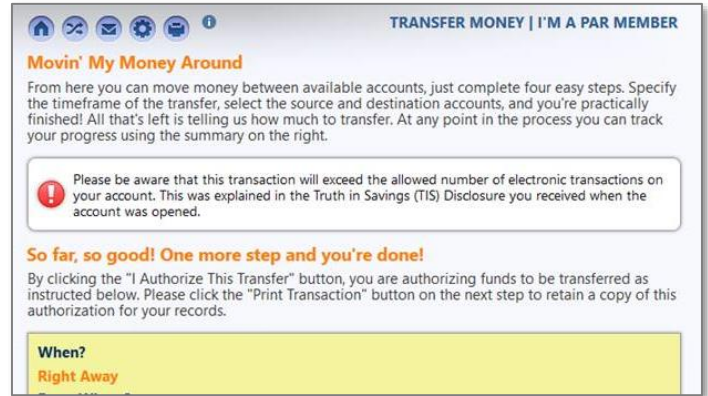 TRANSFER MONEY | I'M A PAR MEMBER
Movin' My Money Around
From here you can move money between available accounts, just complete four easy steps. Specify
the timeframe of the transfer, select the source and destination accounts, and you're practically
finished! All that's left is telling us how much to transfer. At any point in the process you can track
your progress using the summary on the right.
Please be aware that this transaction will exceed the allowed number of electronic transactions on
your account. This was explained in the Truth in Savings (TIS) Disclosure you received when the
account was opened.
So far, so good! One more step and you're done!
By clicking the "I Authorize This Transfer" button, you are authorizing funds to be transferred as
instructed below. Please click the "Print Transaction" button on the next step to retain a copy of this
authorization for your records.
When?
Right Away